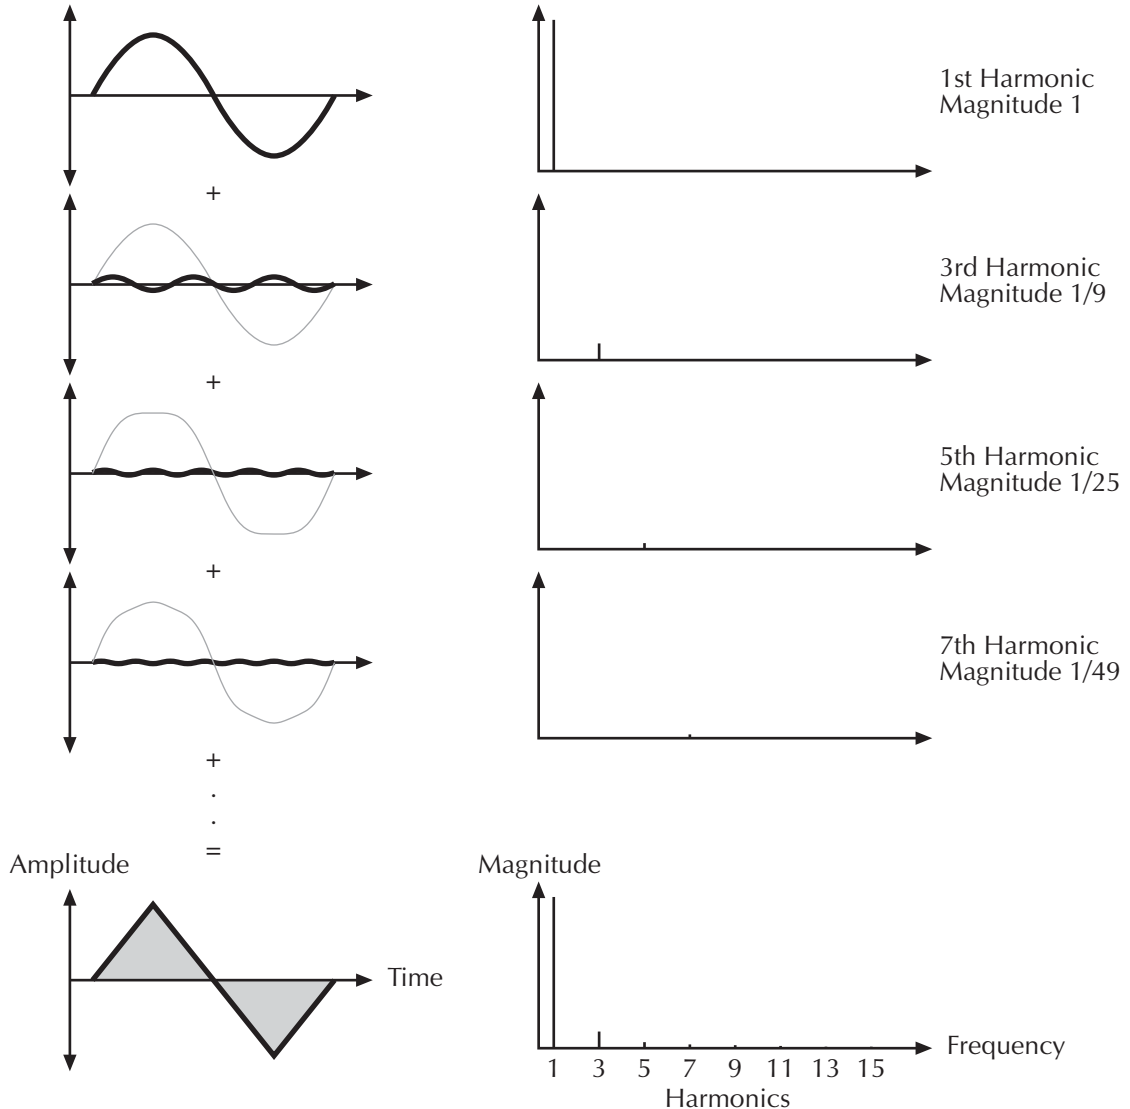 1st Harmonic
Magnitude 1
+
3rd Harmonic
Magnitude 1/9
+
5th Harmonic
Magnitude 1/25
+
7th Harmonic
Magnitude 1/49
+
.
.
=
Amplitude
Time
Magnitude
Frequency
1 3 5 7 9 11 13 15
Harmonics